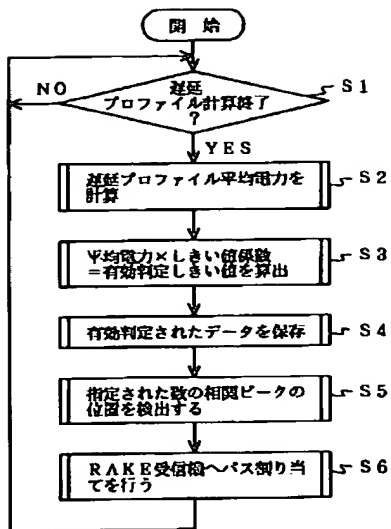 開始
遅延
プロファイル計算終了
?
S1
NO
YES
遅延プロファイル平均電力を
計算
S2
平均電力×しきい値係数
=有効判定しきい値を算出
S3
有効判定されたデータを保存
S4
指定された数の相関ピークの
位置を検出する
S5
RAKE受信機へパス割り当
てを行う
S6